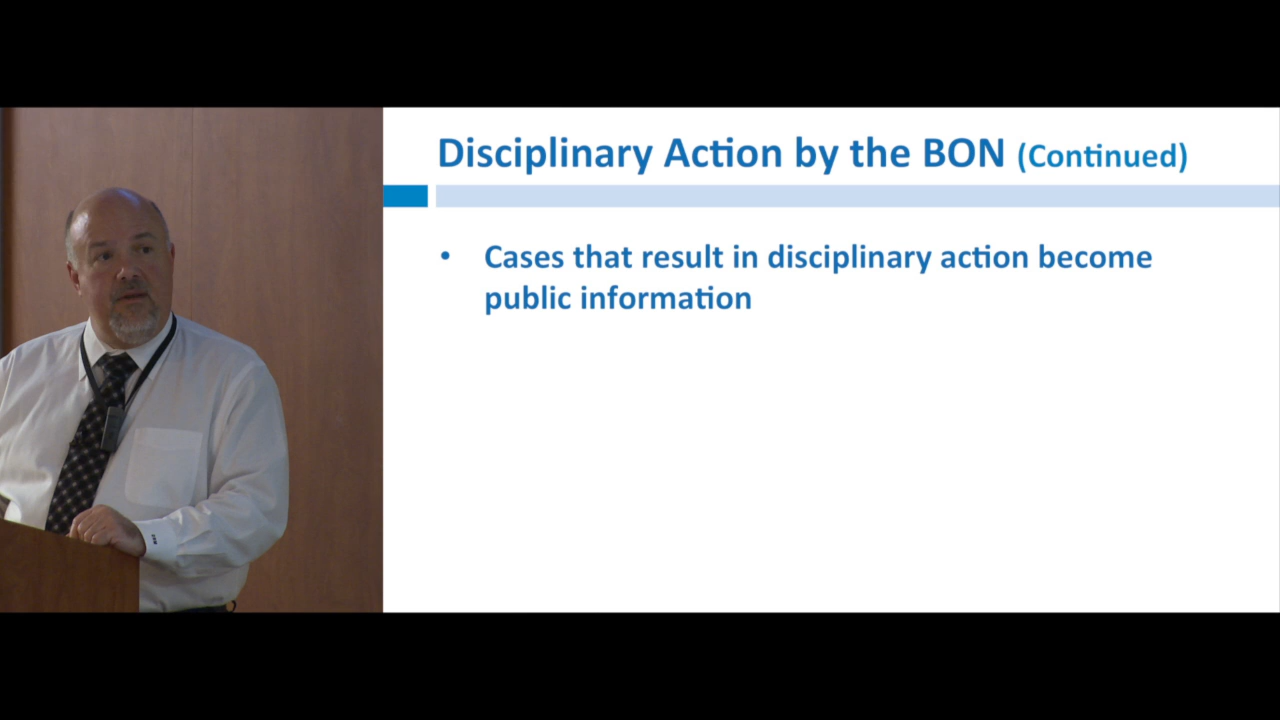 Disciplinary Action by the BON (Continued)
• Cases that result in disciplinary action become
public information